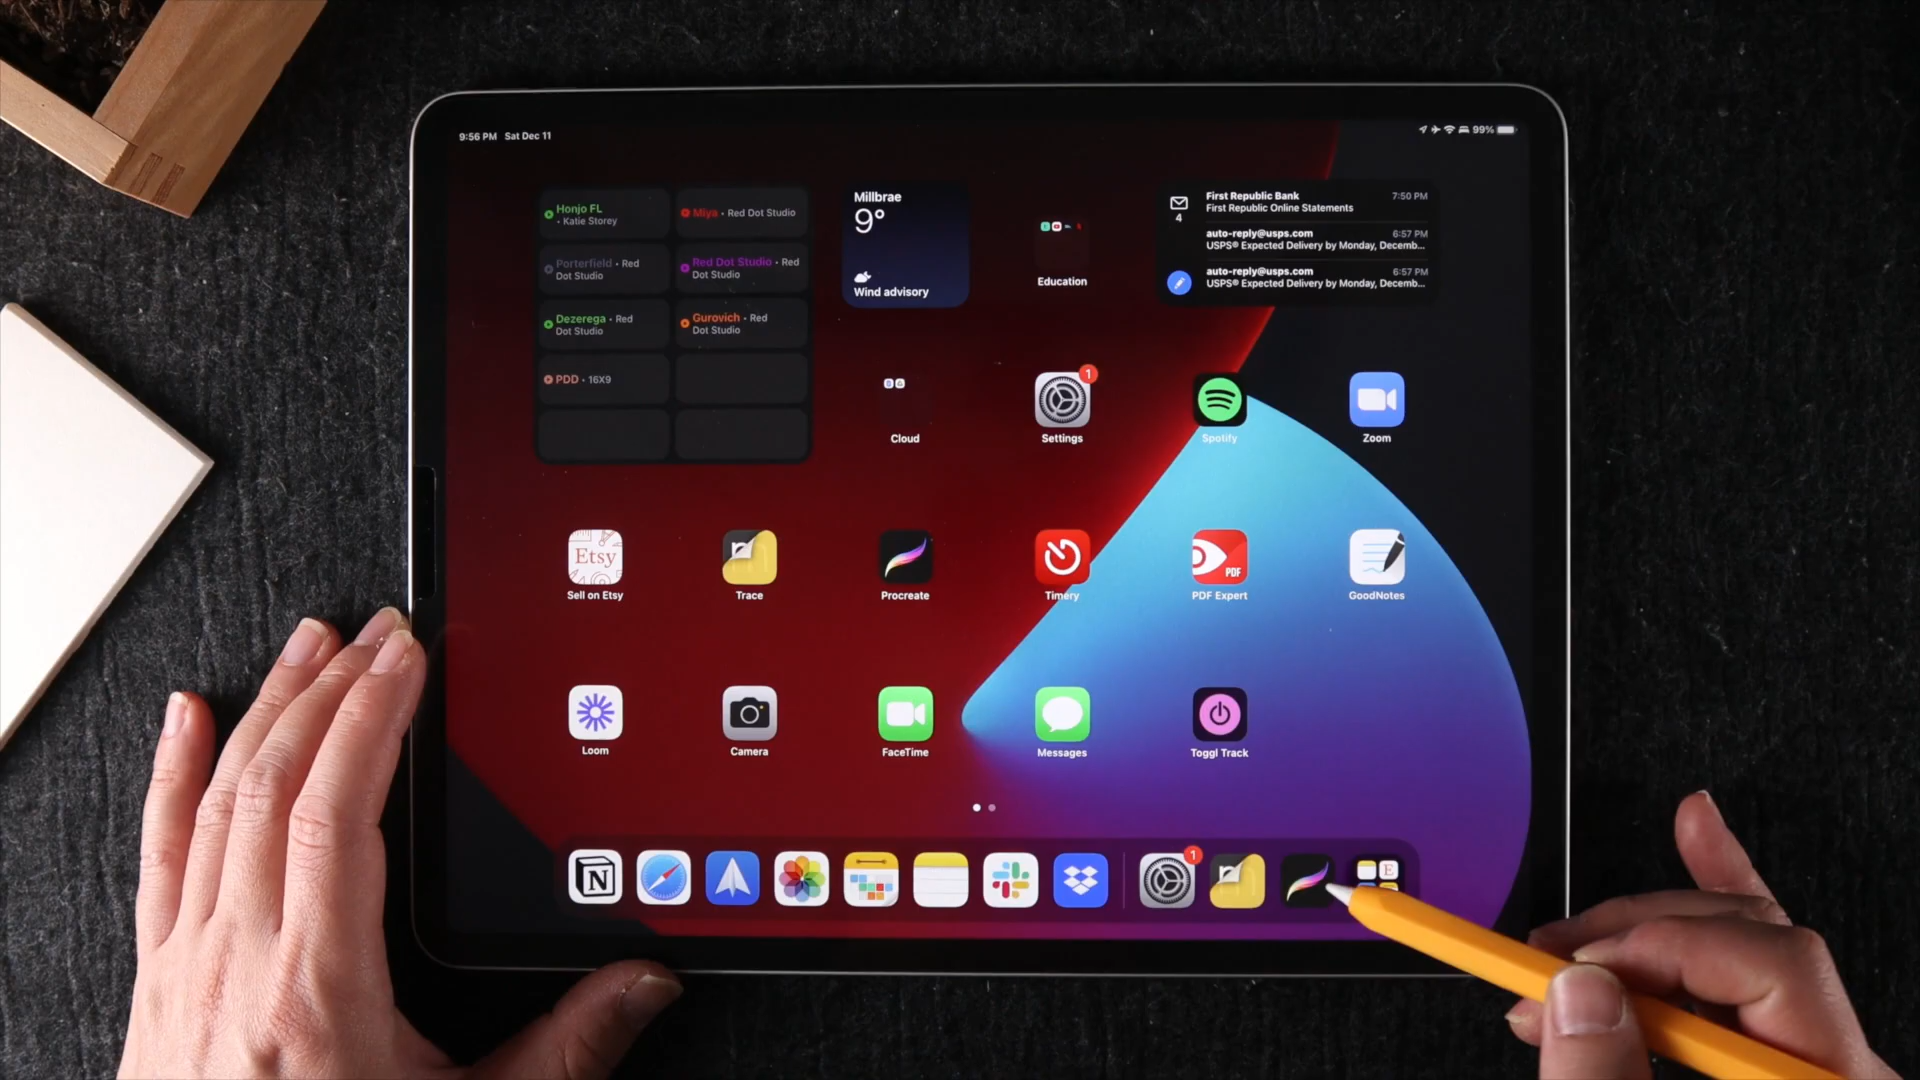 9:56 PM Sat Dec 11
99%
Honjo FL
• Katie Storey
Miya • Red Dot Studio
Porterfield • Red
Dot Studio
Red Dot Studio • Red
Dot Studio
Dezerega • Red
Dot Studio
Gurovich • Red
Dot Studio
PDD • 16X9
Millbrae
9°
Wind advisory
Education
4
First Republic Bank 7:50 PM
First Republic Online Statements
auto-reply@usps.com 6:57 PM
USPS® Expected Delivery by Monday, Decemb...
auto-reply@usps.com 6:57 PM
USPS® Expected Delivery by Monday, Decemb...
Cloud
1
Settings
Spotify
Zoom
Etsy
Sell on Etsy
Trace
Procreate
Timery
PDF
PDF Expert
GoodNotes
Loom
Camera
FaceTime
Messages
Toggl Track
N
1
E